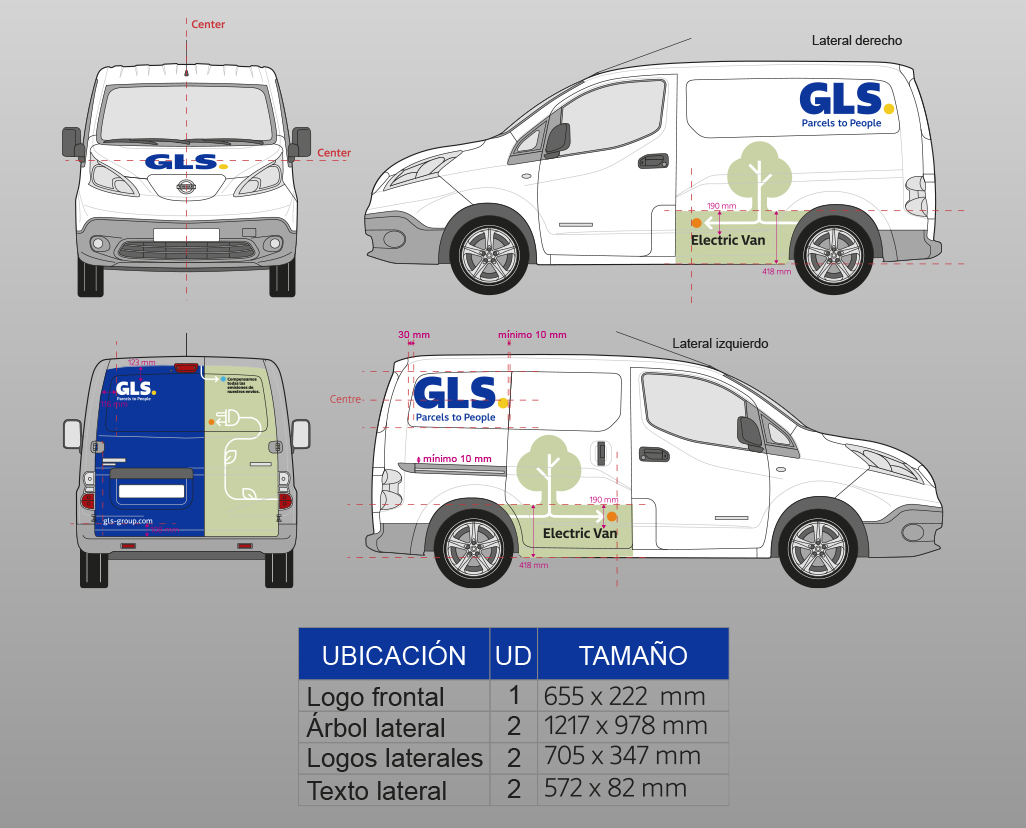 Center
Lateral derecho
GLS.
Parcels to People
Center
GLS.
190 mm
Electric Van
418 mm
30 mm
mínimo 10 mm
Lateral izquierdo
123 mm
Compensamos
todas las
emisiones de
nuestros envíos.
GLS.
Parcels to People
Centre
GLS.
Parcels to People
mínimo 10 mm
190 mm
gls-group.com
Electric Van
418 mm
UBICACIÓN UD TAMAÑO
Logo frontal 1 655 x 222 mm
Árbol lateral 2 1217 x 978 mm
Logos laterales 2 705 x 347 mm
Texto lateral 2 572 x 82 mm